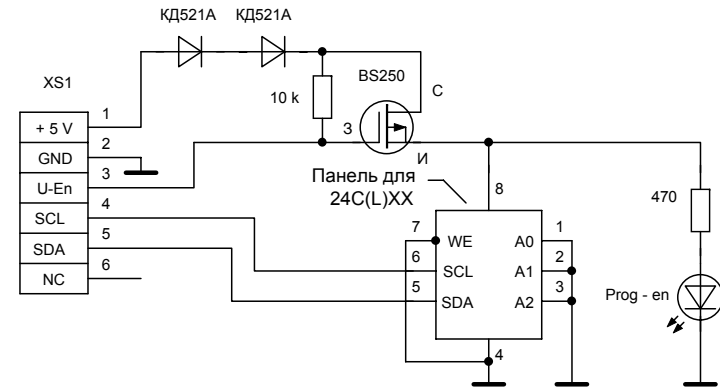 КД521А
КД521А
BS250
XS1
10 k
С
З
И
1
+ 5 V
2
GND
3
U-En
4
SCL
5
SDA
6
NC
Панель для
24C(L)XX
8
7
WE
A0
1
6
SCL
A1
2
5
SDA
A2
3
4
470
Prog - en